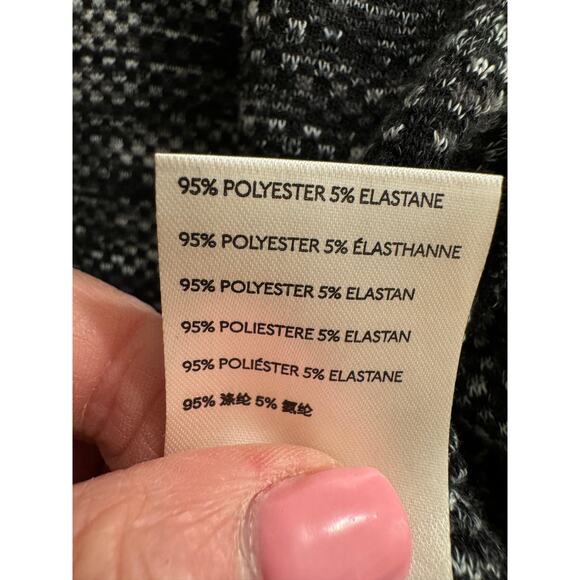 95% POLYESTER 5% ELASTANE
95% POLYESTER 5% ÉLASTHANNE
95% POLYESTER 5% ELASTAN
95% POLIESTERE 5% ELASTAN
95% POLIÉSTER 5% ELASTANE
95% 涤纶 5% 氨纶